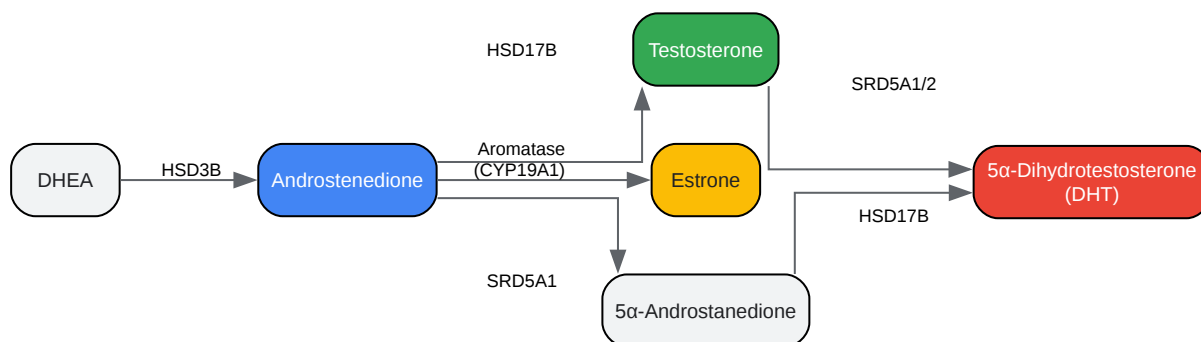 HSD17B
Testosterone
SRD5A1/2
DHEA
HSD3B
Androstenedione
Aromatase
(CYP19A1)
Estrone
5α-Dihydrotestosterone
(DHT)
HSD17B
SRD5A1
5α-Androstanedione